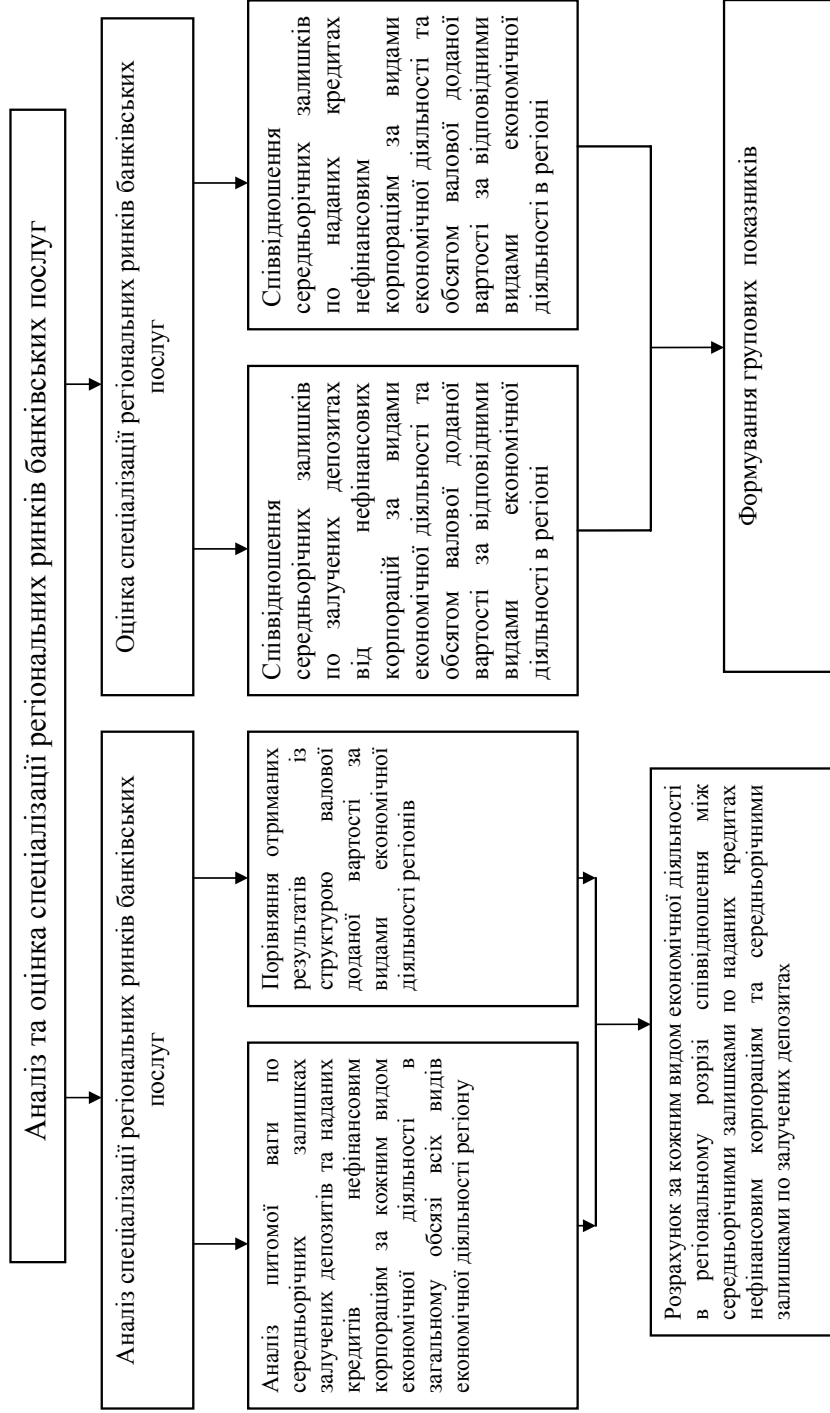 Аналіз та оцінка спеціалізації регіональних ринків банківських послуг
Аналіз спеціалізації регіональних ринків банківських
послуг
Оцінка спеціалізації регіональних ринків банківських
послуг
Аналіз питомої ваги по
середньорічних залишках
залучених депозитів та наданих
кредитів нефінансовим
корпораціям за кожним видом
економічної діяльності в
загальному обсязі всіх видів
економічної діяльності регіону
Порівняння отриманих
результатів із
структурою валової
доданої вартості за
видами економічної
діяльності регіонів
Співвідношення
середньорічних залишків
по залучених депозитах
від нефінансових
корпорацій за видами
економічної діяльності та
обсягом валової доданої
вартості за відповідними
видами економічної
діяльності в регіоні
Співвідношення
середньорічних залишків
по наданих кредитах
нефінансовим
корпораціям за видами
економічної діяльності та
обсягом валової доданої
вартості за відповідними
видами економічної
діяльності в регіоні
Розрахунок за кожним видом економічної діяльності
в регіональному розрізі співвідношення між
середньорічними залишками по наданих кредитах
нефінансовим корпораціям та середньорічними
залишками по залучених депозитах
Формування групових показників